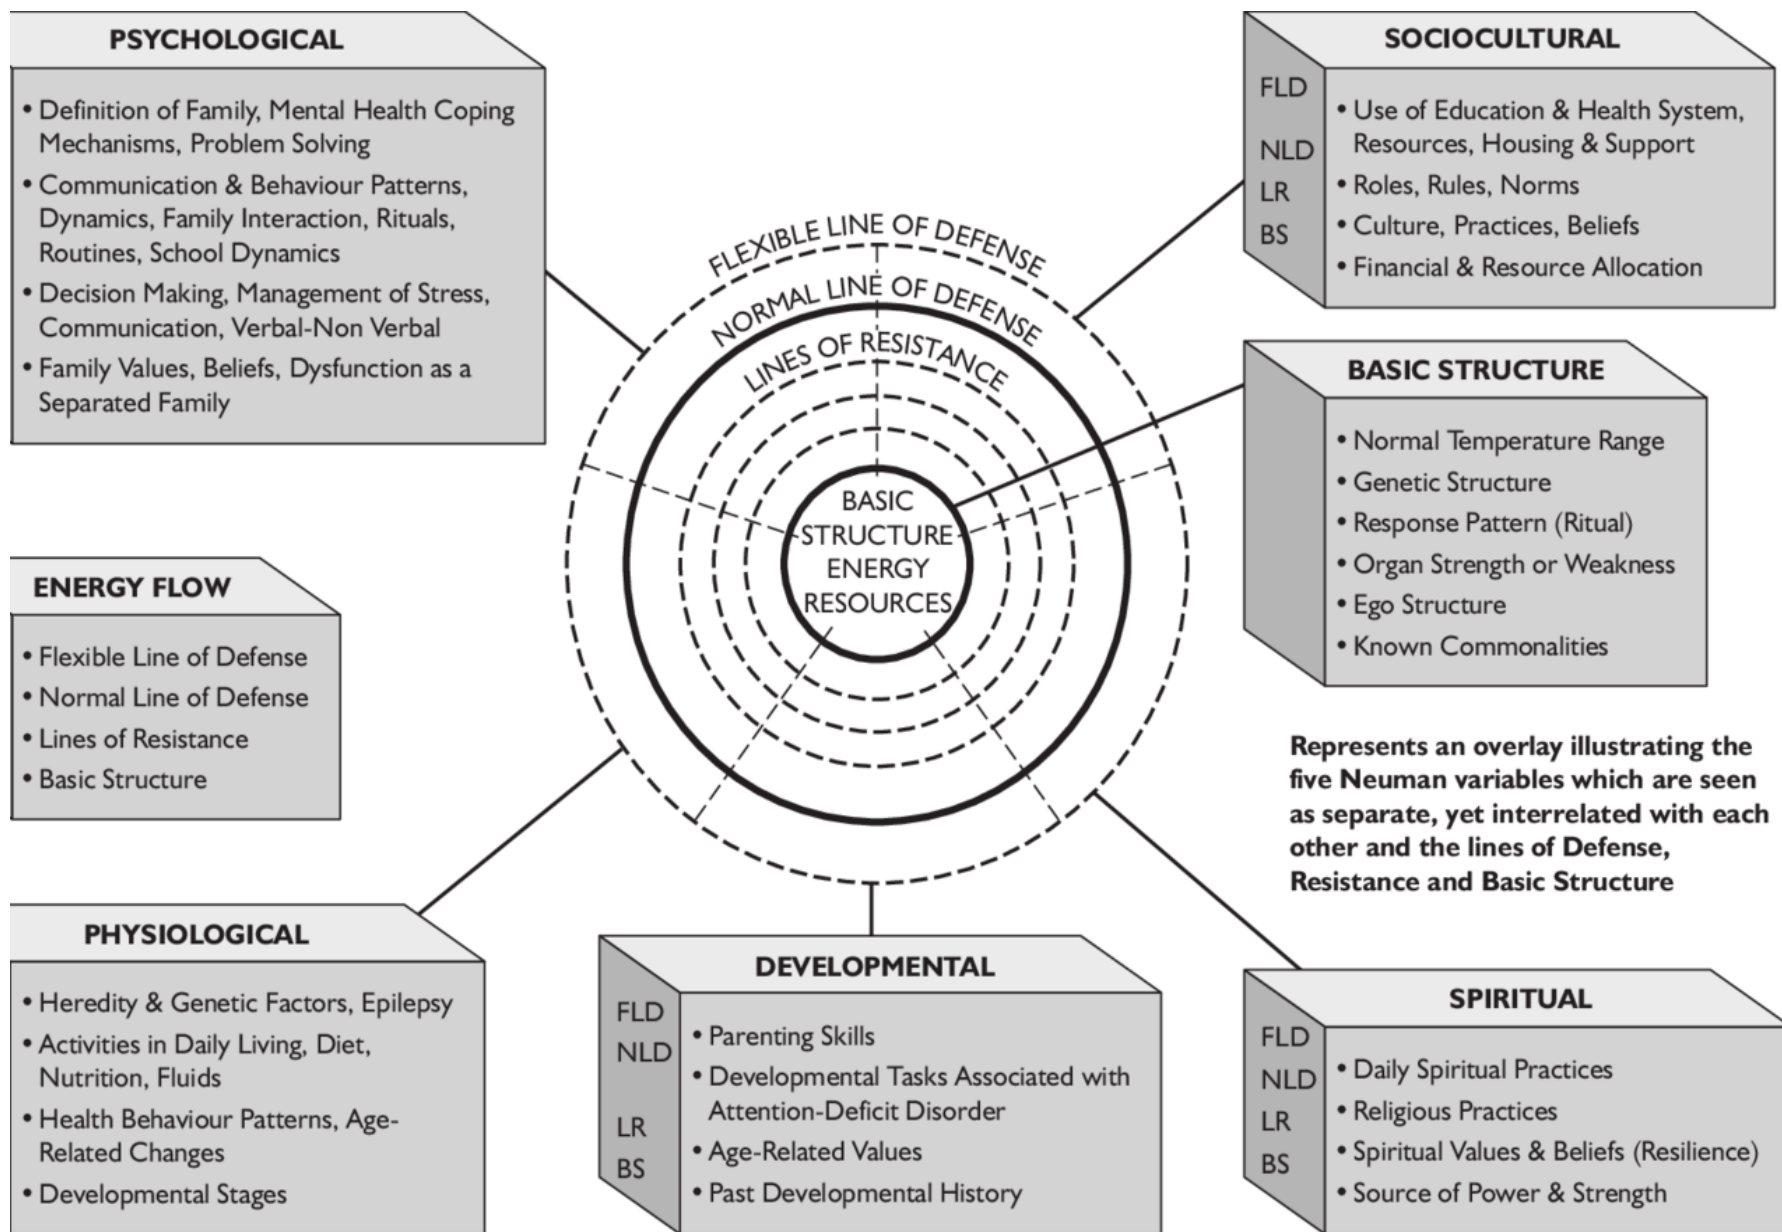 PSYCHOLOGICAL
• Definition of Family, Mental Health Coping
Mechanisms, Problem Solving
• Communication & Behaviour Patterns,
Dynamics, Family Interaction, Rituals,
Routines, School Dynamics
• Decision Making, Management of Stress,
Communication, Verbal-Non Verbal
• Family Values, Beliefs, Dysfunction as a
Separated Family
SOCIOCULTURAL
FLD
NLD
LR
BS
• Use of Education & Health System,
Resources, Housing & Support
• Roles, Rules, Norms
• Culture, Practices, Beliefs
• Financial & Resource Allocation
FLEXIBLE LINE OF DEFENSE
NORMAL LINE OF DEFENSE
LINES OF RESISTANCE
BASIC
STRUCTURE
ENERGY
RESOURCES
BASIC STRUCTURE
• Normal Temperature Range
• Genetic Structure
• Response Pattern (Ritual)
• Organ Strength or Weakness
• Ego Structure
• Known Commonalities
ENERGY FLOW
• Flexible Line of Defense
• Normal Line of Defense
• Lines of Resistance
• Basic Structure
Represents an overlay illustrating the
five Neuman variables which are seen
as separate, yet interrelated with each
other and the lines of Defense,
Resistance and Basic Structure
PHYSIOLOGICAL
• Heredity & Genetic Factors, Epilepsy
• Activities in Daily Living, Diet,
Nutrition, Fluids
• Health Behaviour Patterns, Age-
Related Changes
• Developmental Stages
DEVELOPMENTAL
FLD
NLD
LR
BS
• Parenting Skills
• Developmental Tasks Associated with
Attention-Deficit Disorder
• Age-Related Values
• Past Developmental History
SPIRITUAL
FLD
NLD
LR
BS
• Daily Spiritual Practices
• Religious Practices
• Spiritual Values & Beliefs (Resilience)
• Source of Power & Strength